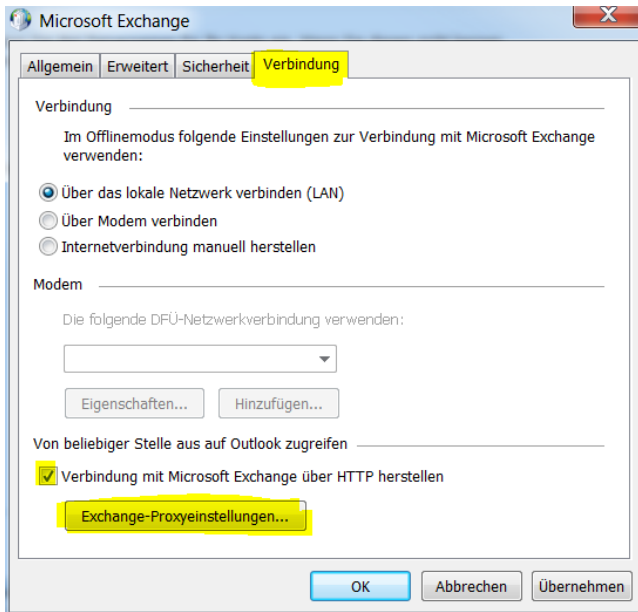 Microsoft Exchange
Allgemein Erweitert Sicherheit Verbindung
Verbindung
Im Offlinemodus folgende Einstellungen zur Verbindung mit Microsoft Exchange
verwenden:
Über das lokale Netzwerk verbinden (LAN)
Über Modem verbinden
Internetverbindung manuell herstellen
Modem
Die folgende DFÜ-Netzwerkverbindung verwenden:
Eigenschaften... Hinzufügen...
Von beliebiger Stelle aus auf Outlook zugreifen
Verbindung mit Microsoft Exchange über HTTP herstellen
Exchange-Proxyeinstellungen...
OK Abbrechen Übernehmen